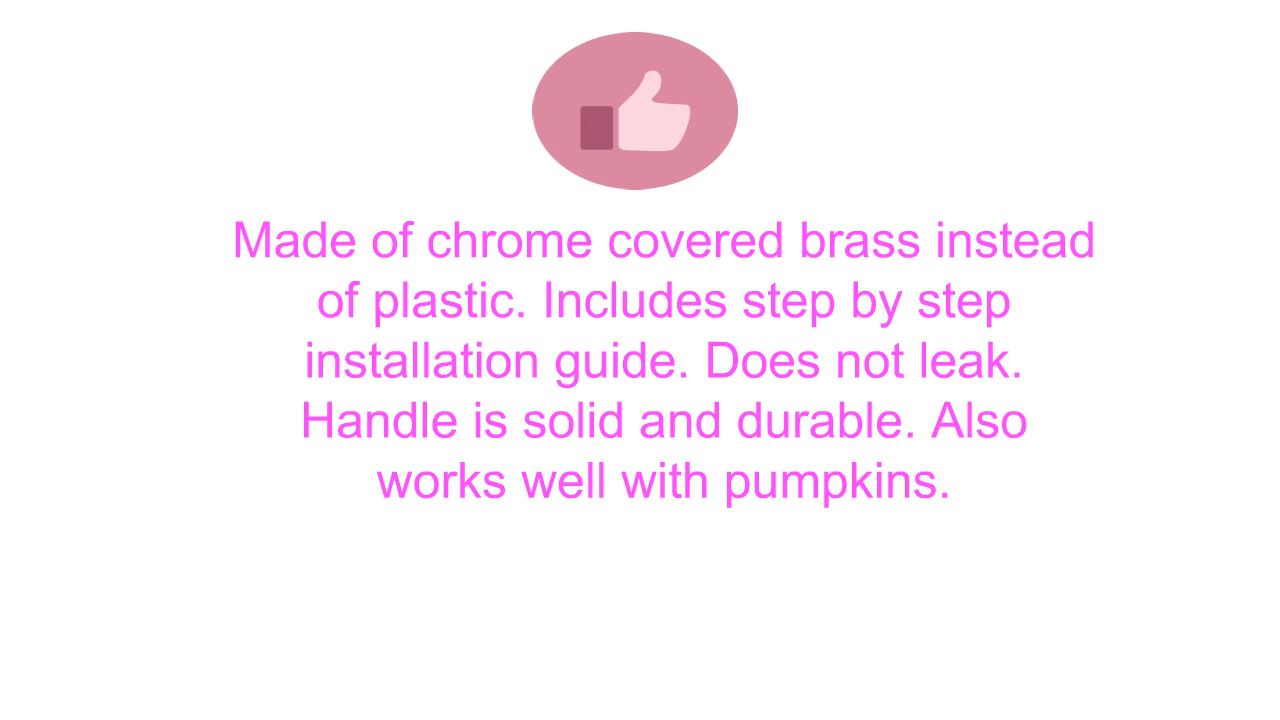 Made of chrome covered brass instead
of plastic. Includes step by step
installation guide. Does not leak.
Handle is solid and durable. Also
works well with pumpkins.